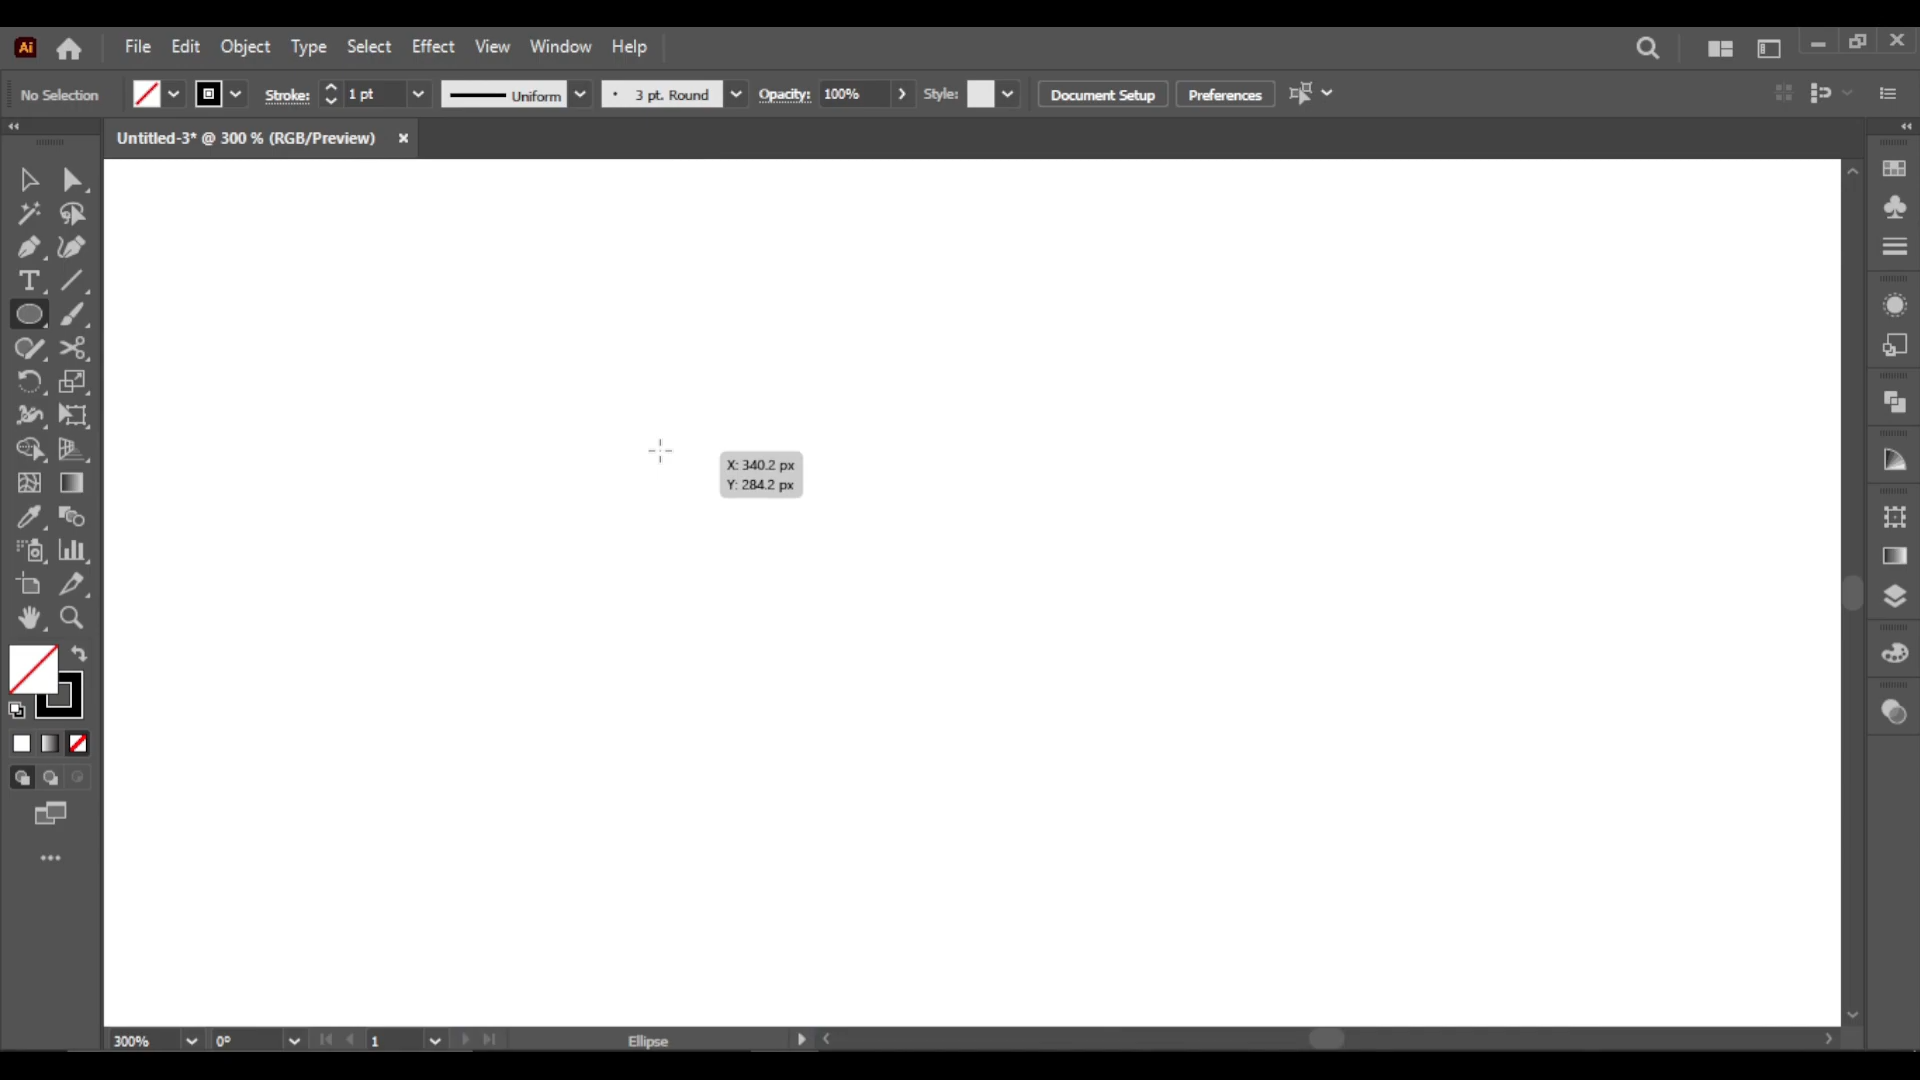 Ai File Edit Object Type Select Effect View Window Help
No Selection Stroke: 1 pt Uniform 3 pt. Round Opacity: 100% Style: Document Setup Preferences
Untitled-3* @ 300 % (RGB/Preview)
X: 340.2 px
Y: 284.2 px
300% 0° 1 Ellipse